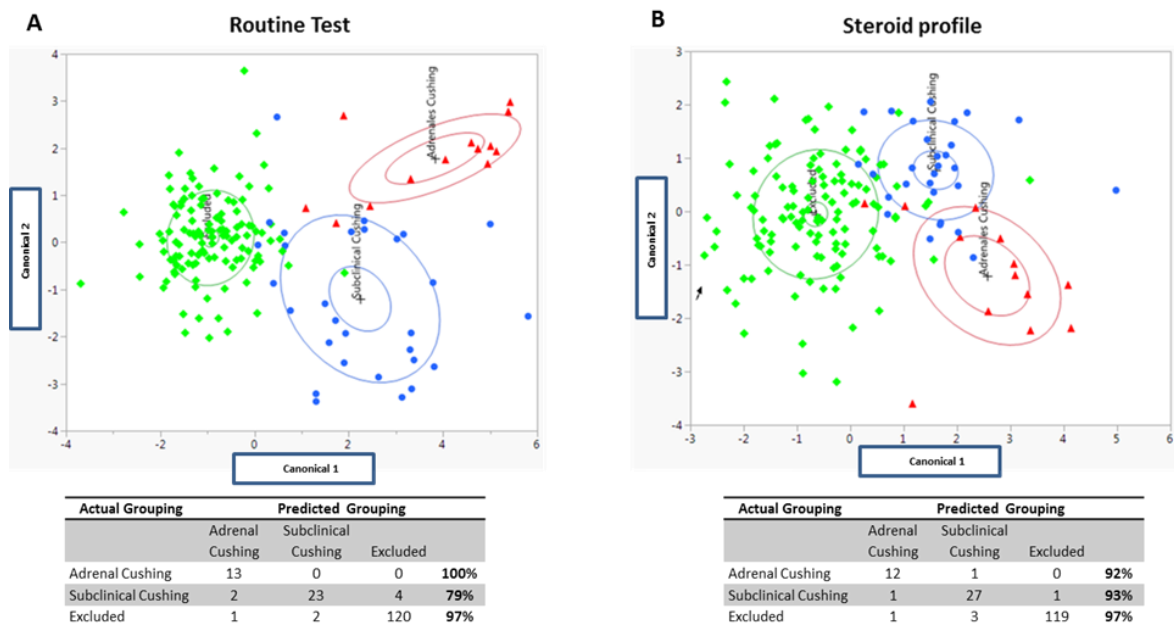 A
Routine Test
4
3
2
1
0
-1
-2
-3
-4
Canonical 2
Excluded
Subclinical Cushing
Adrenales Cushing
-4
-2
0
2
4
6
Canonical 1
Actual Grouping Predicted Grouping
Adrenal Subclinical
Cushing Cushing Excluded
Adrenal Cushing 13 0 0 100%
Subclinical Cushing 2 23 4 79%
Excluded 1 2 120 97%
B
Steroid profile
3
2
1
0
-1
-2
-3
-4
Canonical 2
Excluded
Subclinical Cushing
Adrenales Cushing
-3
-2
-1
0
1
2
3
4
5
6
Canonical 1
Actual Grouping Predicted Grouping
Adrenal Subclinical
Cushing Cushing Excluded
Adrenal Cushing 12 1 0 92%
Subclinical Cushing 1 27 1 93%
Excluded 1 3 119 97%